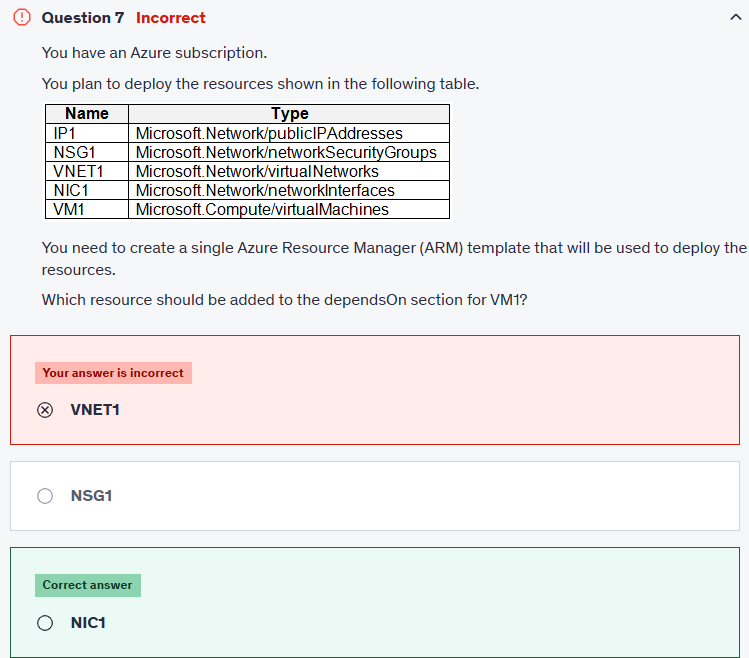 Question 7 Incorrect
You have an Azure subscription.
You plan to deploy the resources shown in the following table.
Name Type
IP1 Microsoft.Network/publicIPAddresses
NSG1 Microsoft.Network/networkSecurityGroups
VNET1 Microsoft.Network/virtualNetworks
NIC1 Microsoft.Network/networkInterfaces
VM1 Microsoft.Compute/virtualMachines
You need to create a single Azure Resource Manager (ARM) template that will be used to deploy the
resources.
Which resource should be added to the dependsOn section for VM1?
Your answer is incorrect
VNET1
NSG1
Correct answer
NIC1